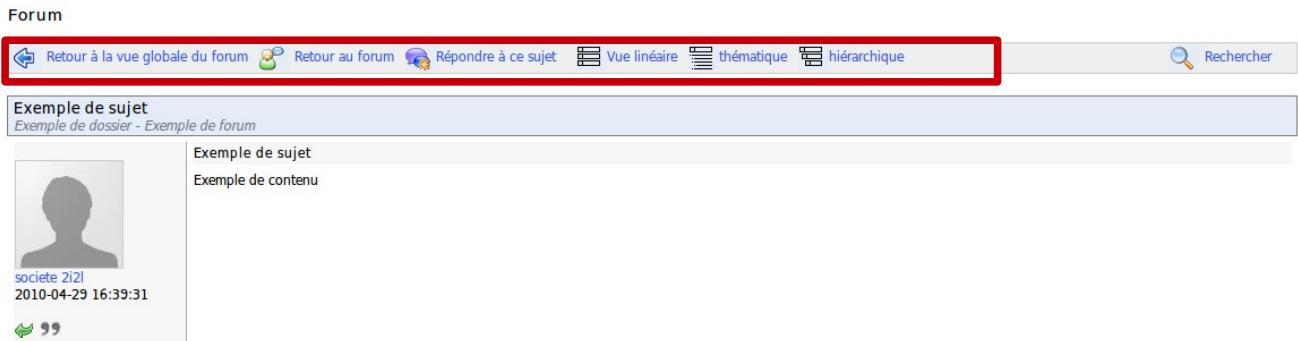 Forum
Retour à la vue globale du forum Retour au forum Répondre à ce sujet Vue linéaire thématique hiérarchique Rechercher
Exemple de sujet
Exemple de dossier - Exemple de forum
Exemple de sujet
Exemple de contenu
societe 2i2l
2010-04-29 16:39:31